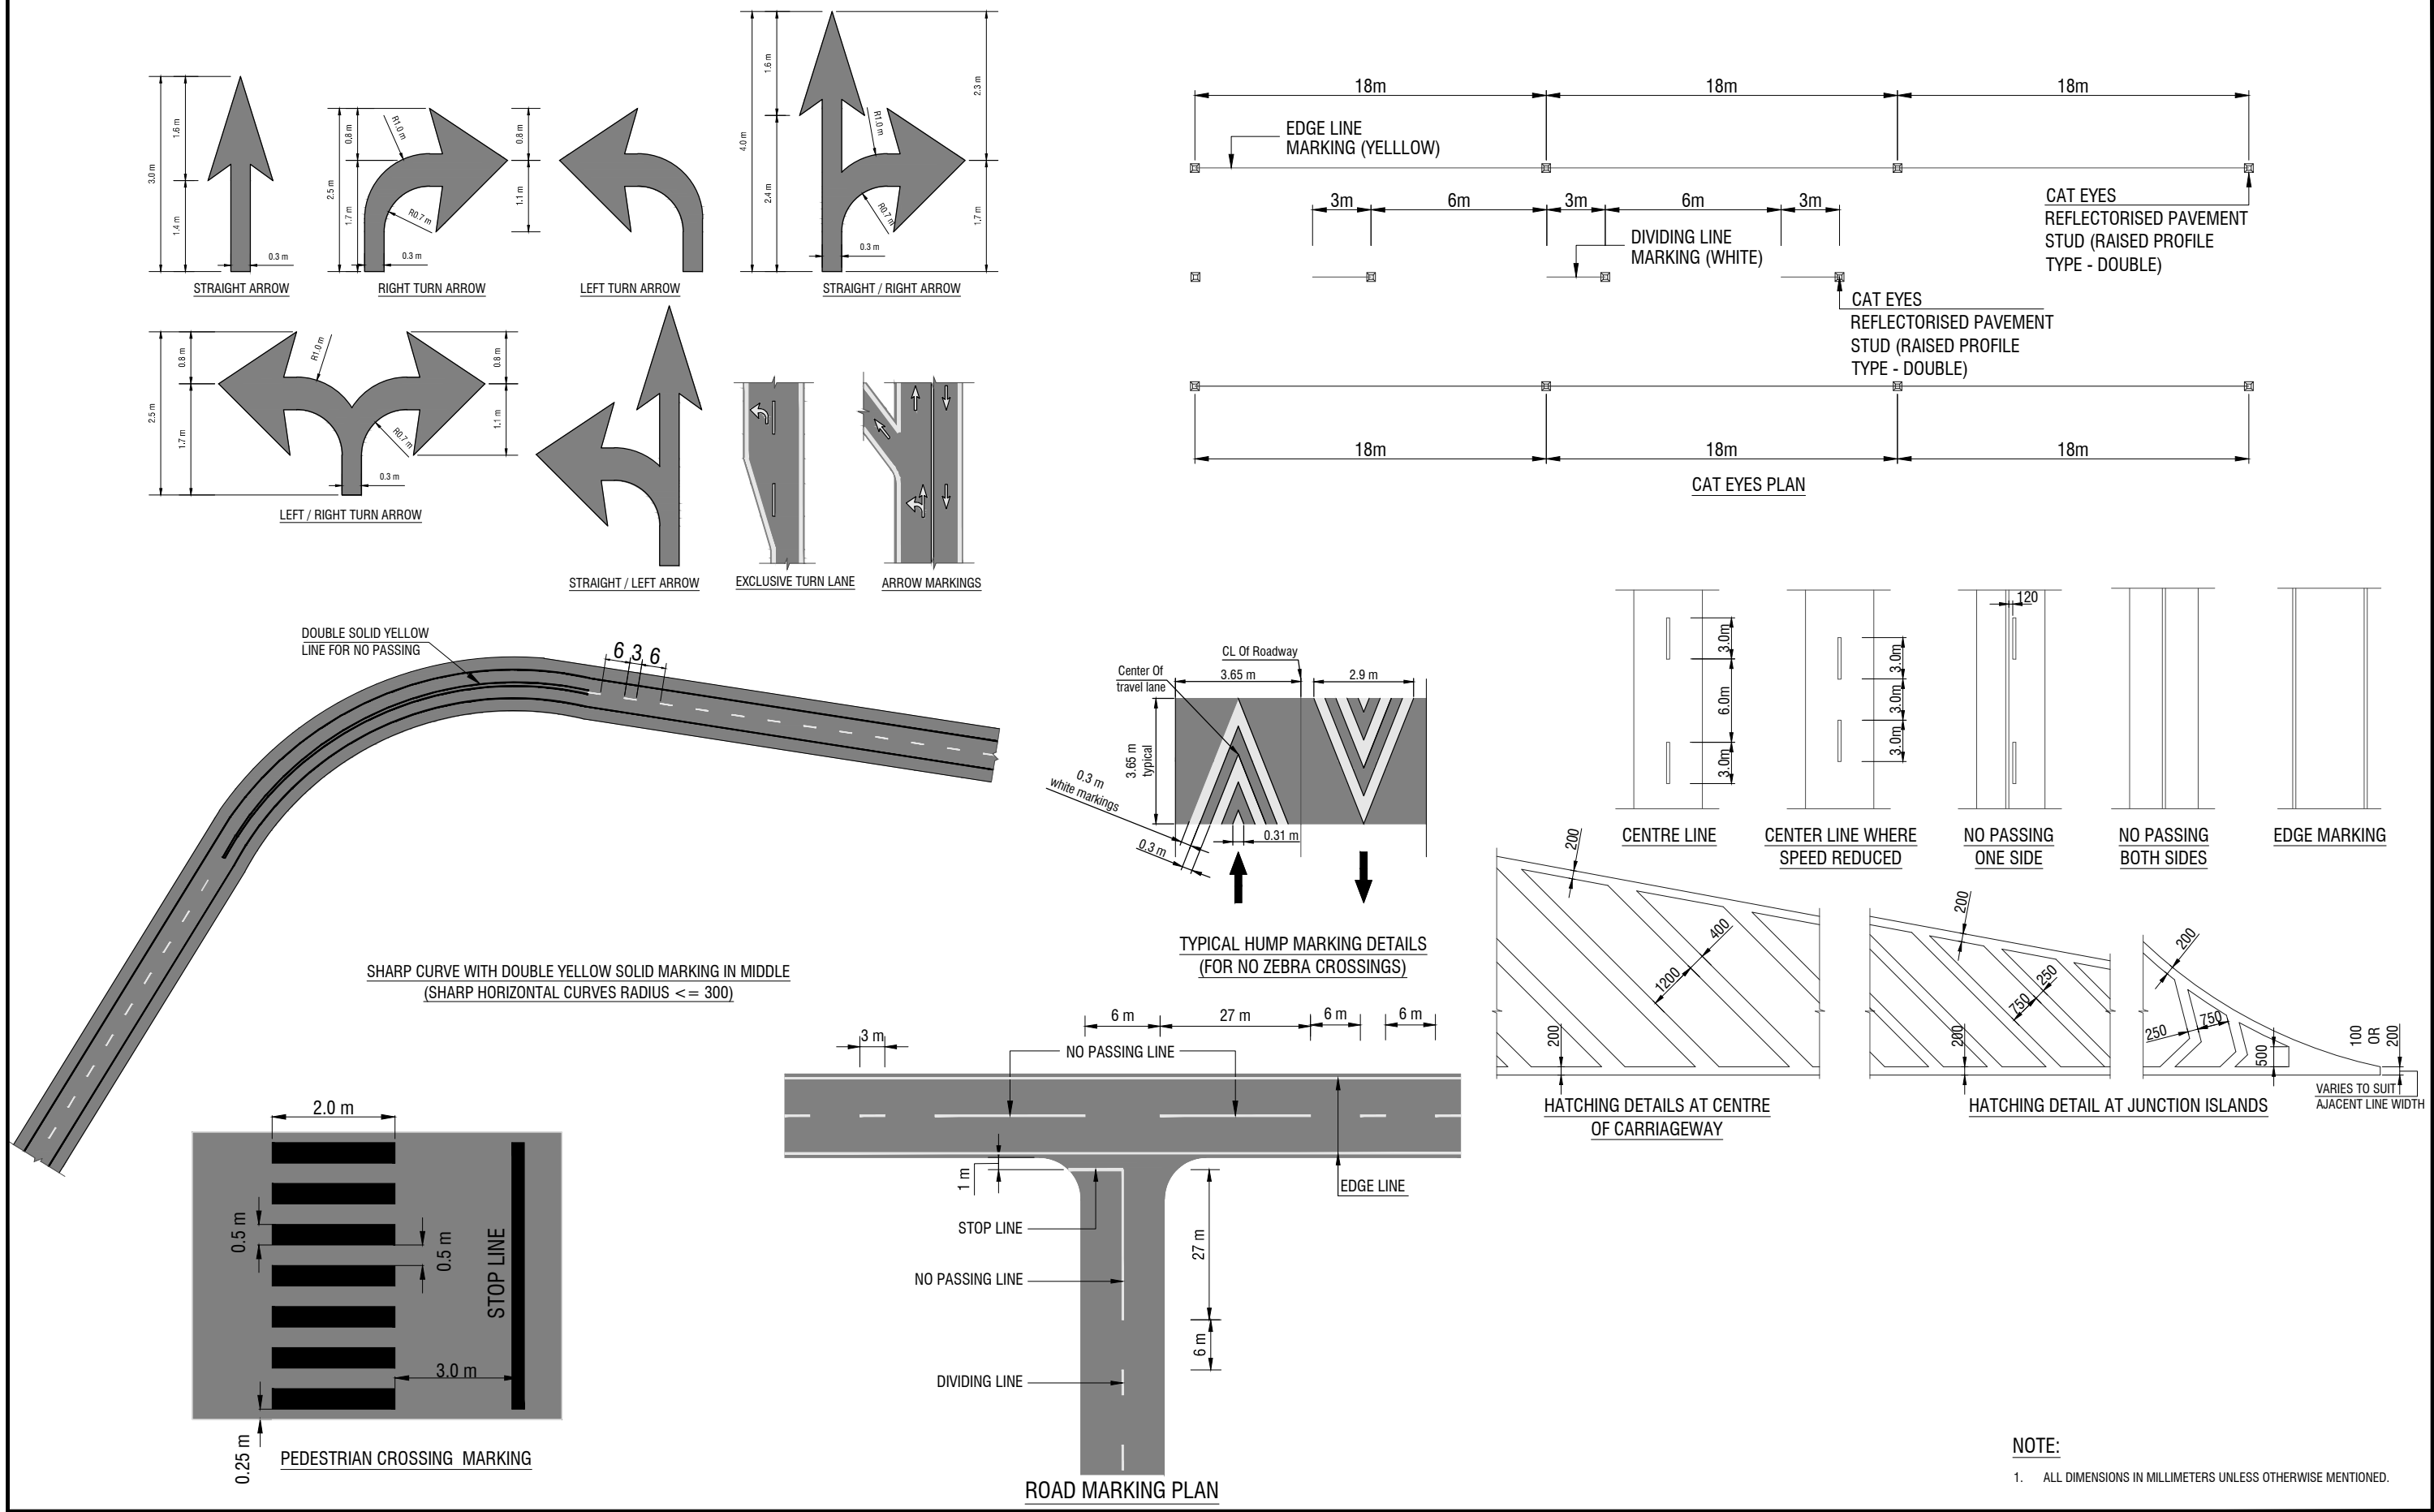 3.0 m
1.6 m
1.4 m
0.3 m
STRAIGHT ARROW
2.5 m
0.8 m
1.7 m
R1.0 m
R0.7 m
0.3 m
0.8 m
1.1 m
RIGHT TURN ARROW
LEFT TURN ARROW
4.0 m
1.6 m
2.4 m
R1.0 m
R0.7 m
0.3 m
2.3 m
1.7 m
STRAIGHT / RIGHT ARROW
2.5 m
0.8 m
1.7 m
R1.0 m
R0.7 m
0.3 m
0.8 m
1.1 m
LEFT / RIGHT TURN ARROW
STRAIGHT / LEFT ARROW
EXCLUSIVE TURN LANE
ARROW MARKINGS
18m
18m
18m
EDGE LINE
MARKING (YELLLOW)
3m
6m
3m
6m
3m
DIVIDING LINE
MARKING (WHITE)
CAT EYES
REFLECTORISED PAVEMENT
STUD (RAISED PROFILE
TYPE - DOUBLE)
CAT EYES
REFLECTORISED PAVEMENT
STUD (RAISED PROFILE
TYPE - DOUBLE)
18m
18m
18m
CAT EYES PLAN
DOUBLE SOLID YELLOW
LINE FOR NO PASSING
6 3 6
SHARP CURVE WITH DOUBLE YELLOW SOLID MARKING IN MIDDLE
(SHARP HORIZONTAL CURVES RADIUS <= 300)
CL Of Roadway
Center Of
travel lane
3.65 m
2.9 m
3.65 m
typical
0.3 m
white markings
0.3 m
0.31 m
TYPICAL HUMP MARKING DETAILS
(FOR NO ZEBRA CROSSINGS)
3.0m
6.0m
3.0m
CENTRE LINE
3.0m
3.0m
3.0m
CENTER LINE WHERE
SPEED REDUCED
120
NO PASSING
ONE SIDE
NO PASSING
BOTH SIDES
EDGE MARKING
200
400
1200
200
HATCHING DETAILS AT CENTRE
OF CARRIAGEWAY
200
250
750
200
200
250
750
500
100
OR
200
VARIES TO SUIT
AJACENT LINE WIDTH
HATCHING DETAIL AT JUNCTION ISLANDS
2.0 m
0.5 m
0.5 m
STOP LINE
3.0 m
0.25 m
PEDESTRIAN CROSSING MARKING
3 m
6 m
27 m
6 m
6 m
NO PASSING LINE
1 m
EDGE LINE
STOP LINE
27 m
NO PASSING LINE
6 m
DIVIDING LINE
ROAD MARKING PLAN
NOTE:
1. ALL DIMENSIONS IN MILLIMETERS UNLESS OTHERWISE MENTIONED.